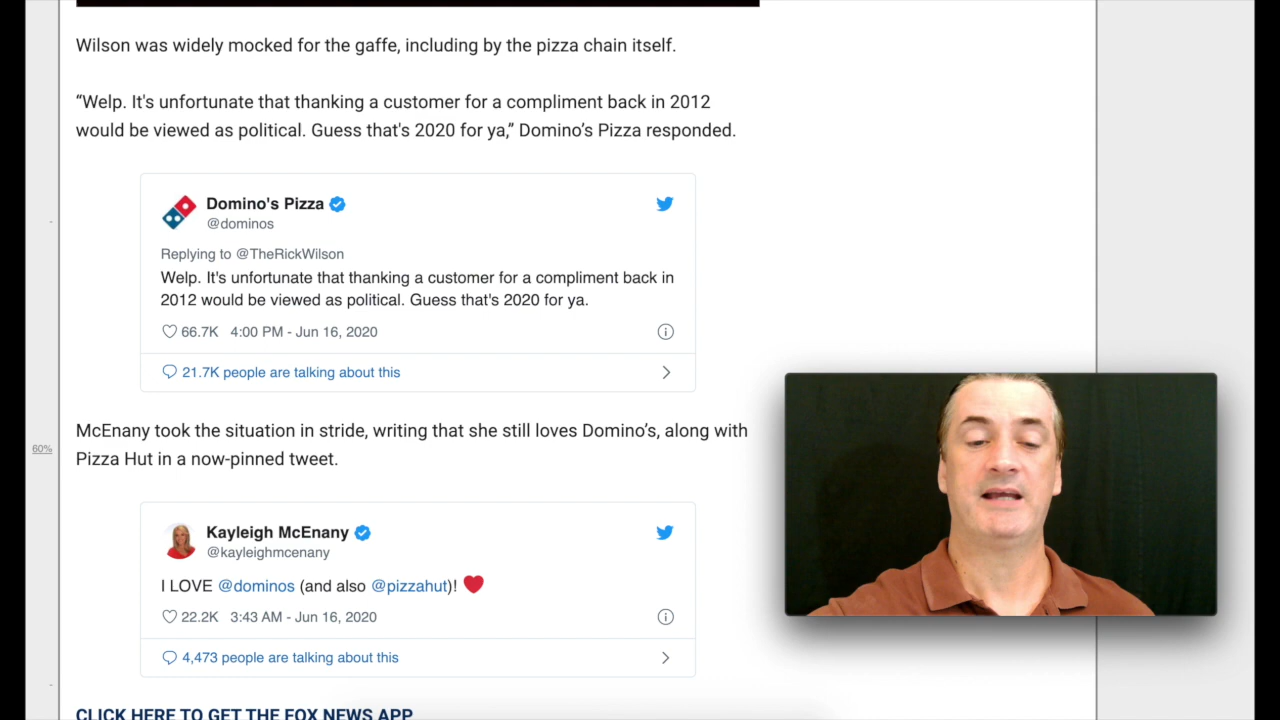 Wilson was widely mocked for the gaffe, including by the pizza chain itself.
“Welp. It's unfortunate that thanking a customer for a compliment back in 2012
would be viewed as political. Guess that's 2020 for ya,” Domino’s Pizza responded.
Domino's Pizza
@dominos
Replying to @TheRickWilson
Welp. It's unfortunate that thanking a customer for a compliment back in
2012 would be viewed as political. Guess that's 2020 for ya.
66.7K 4:00 PM - Jun 16, 2020
21.7K people are talking about this
McEnany took the situation in stride, writing that she still loves Domino’s, along with
60%
Pizza Hut in a now-pinned tweet.
Kayleigh McEnany
@kayleighmcenany
I LOVE @dominos (and also @pizzahut)! ❤️
22.2K 3:43 AM - Jun 16, 2020
4,473 people are talking about this
CLICK HERE TO GET THE FOX NEWS APP